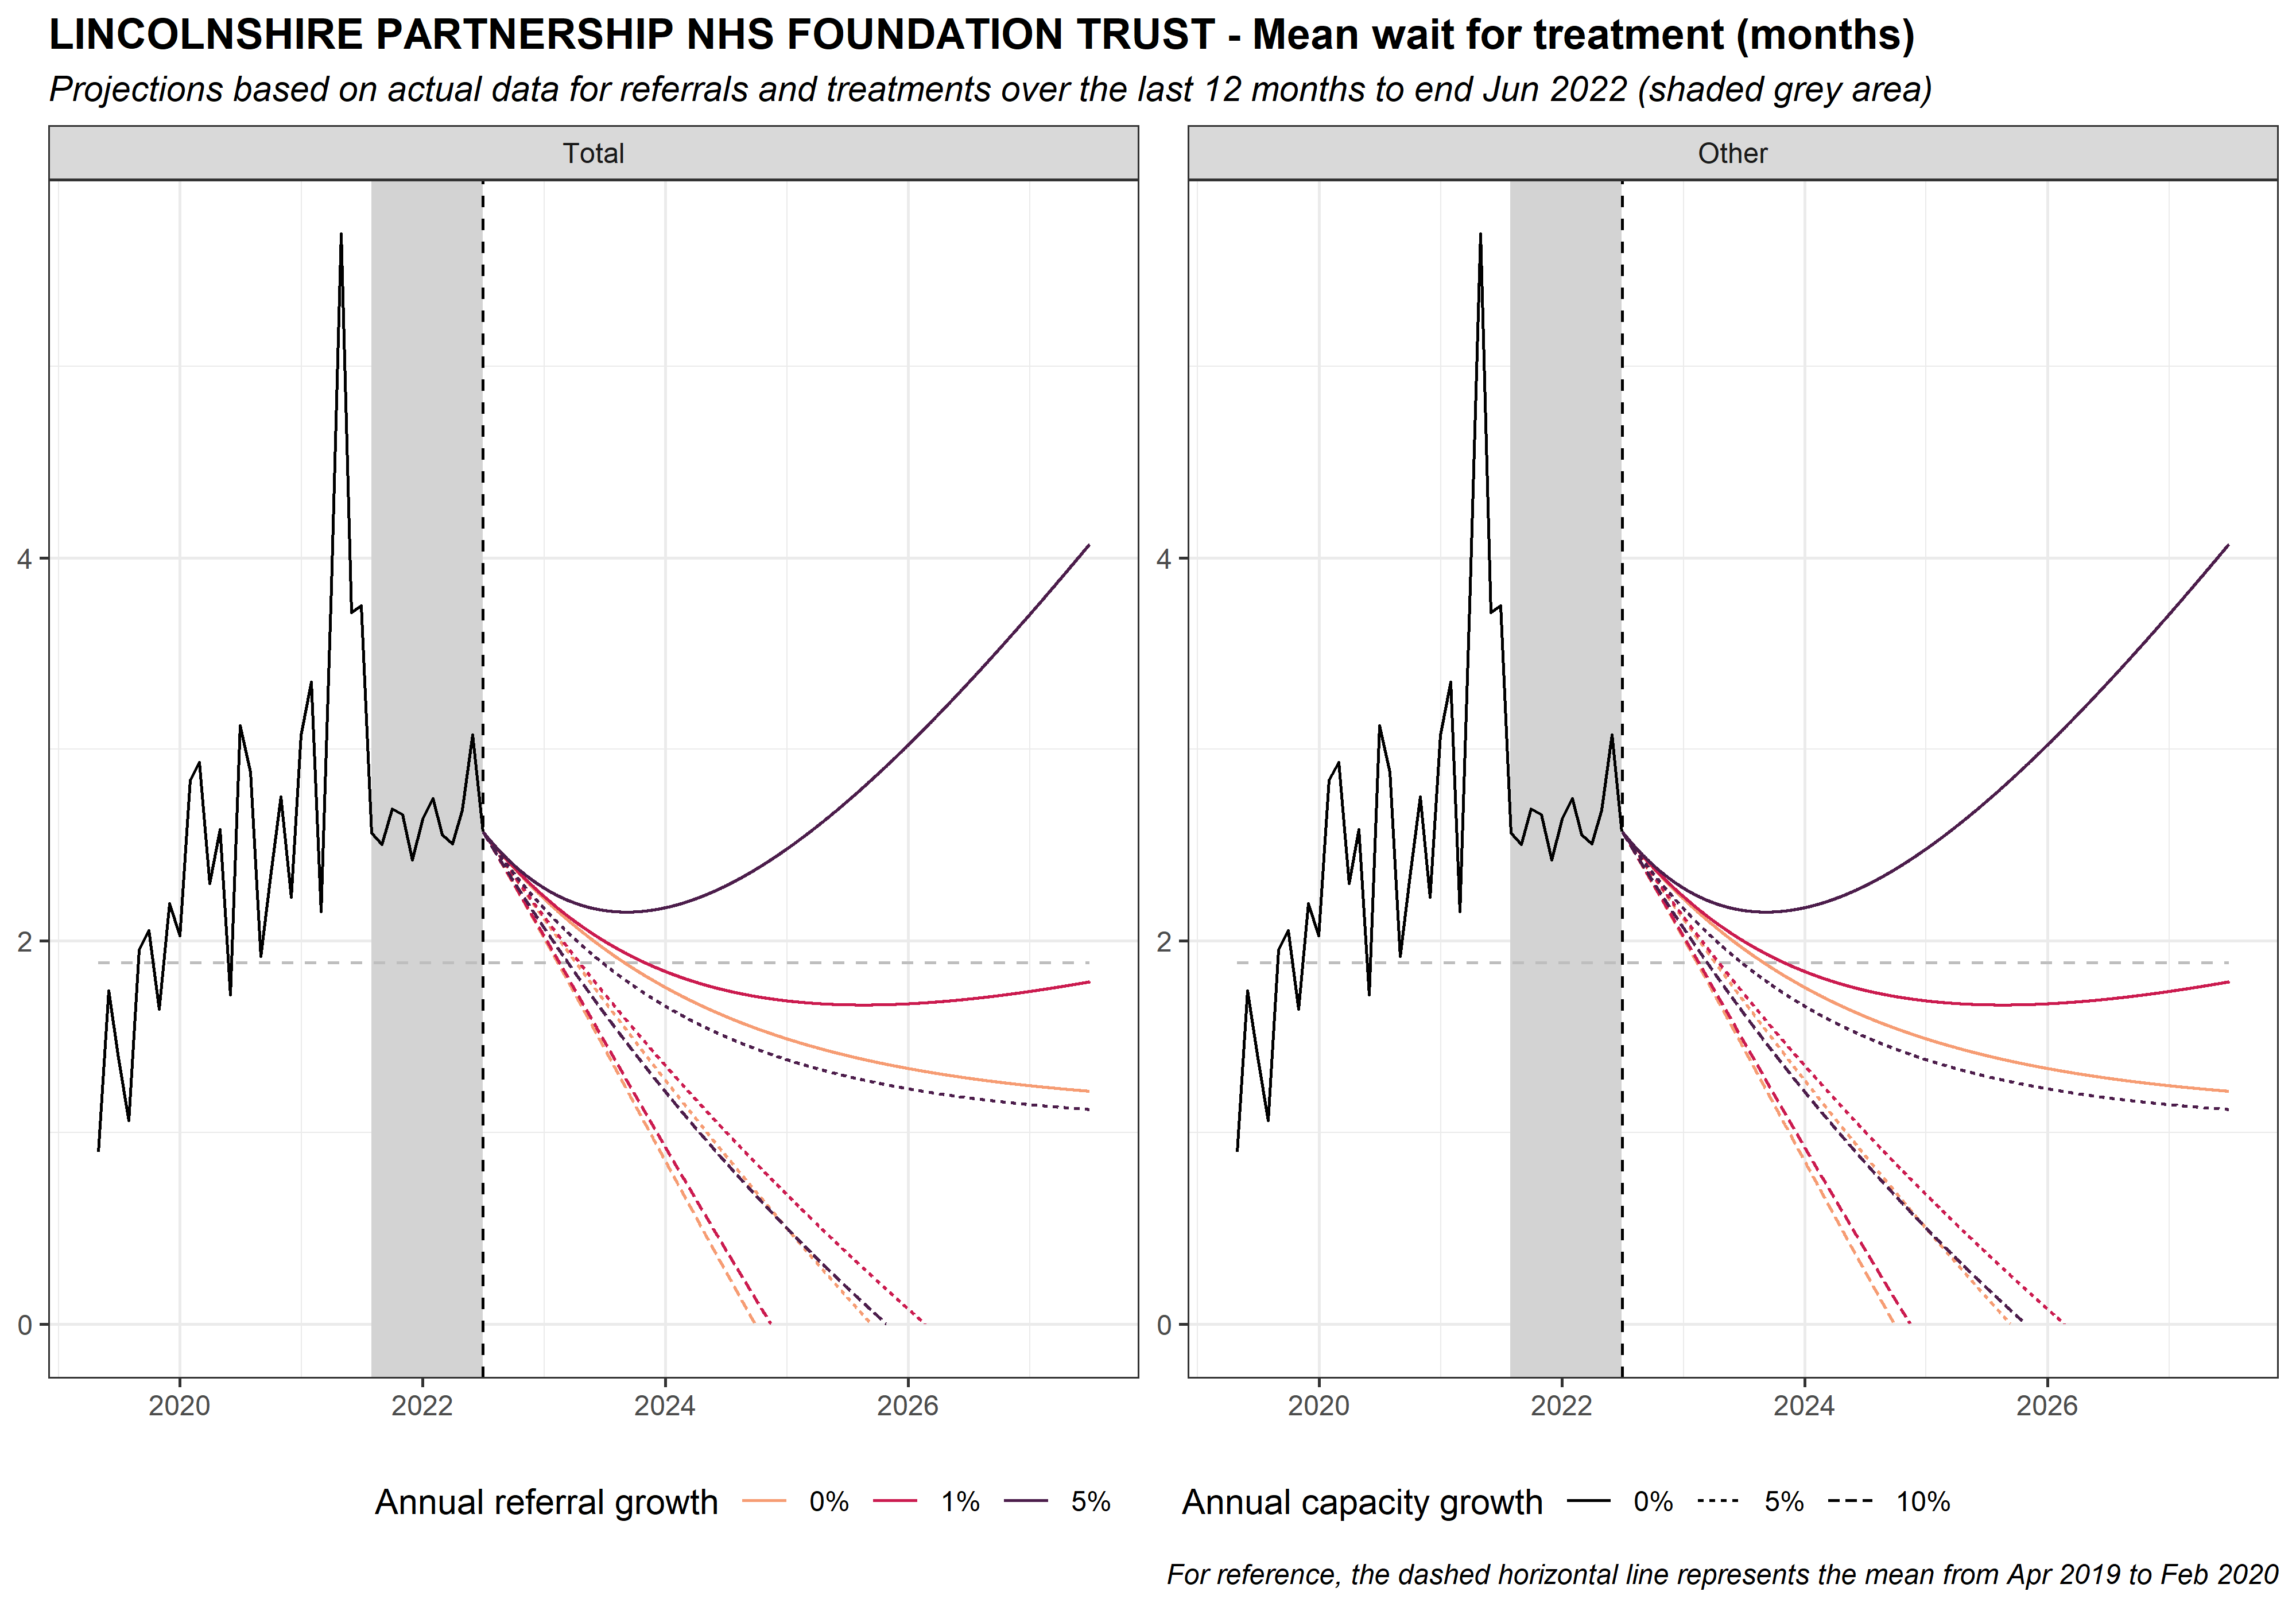 LINCOLNSHIRE PARTNERSHIP NHS FOUNDATION TRUST - Mean wait for treatment (months)
Projections based on actual data for referrals and treatments over the last 12 months to end Jun 2022 (shaded grey area)
Total
Other
4
2
0
4
2
0
2020 2022 2024 2026
2020 2022 2024 2026
Annual referral growth 0% 1% 5%
Annual capacity growth 0% 5% 10%
For reference, the dashed horizontal line represents the mean from Apr 2019 to Feb 2020